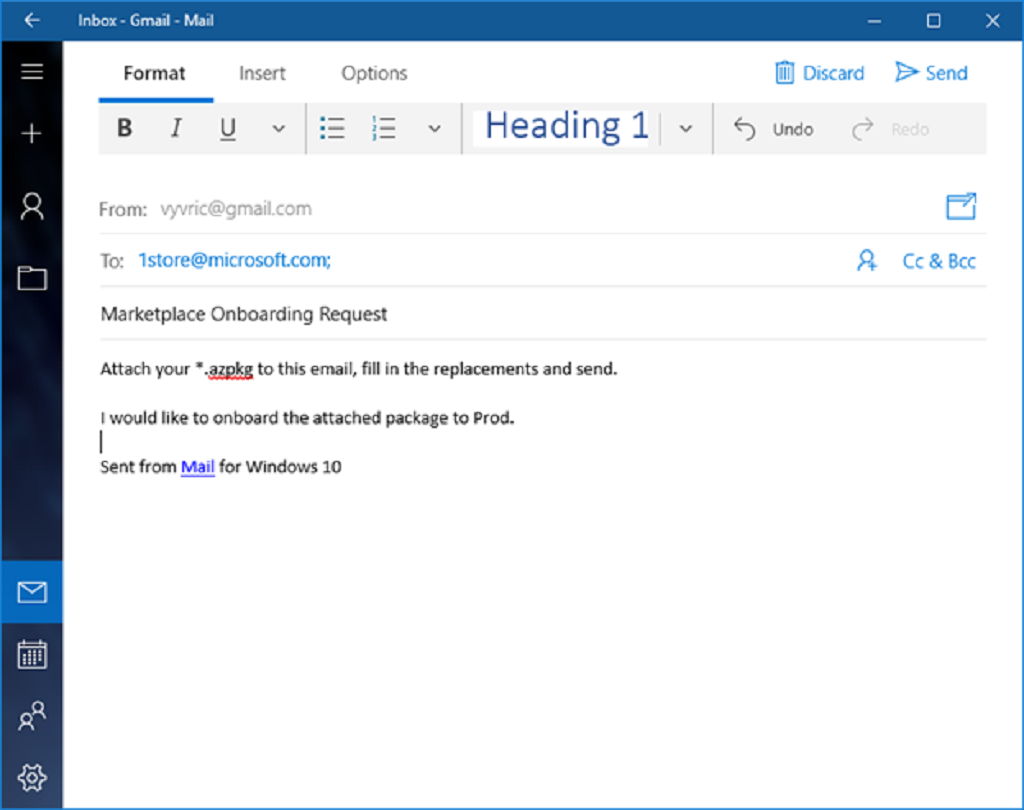 Inbox - Gmail - Mail
Format Insert Options Discard Send
B I U Heading 1 Undo Redo
From: vyvric@gmail.com
To: 1store@microsoft.com; Cc & Bcc
Marketplace Onboarding Request
Attach your *.azpkg to this email, fill in the replacements and send.
I would like to onboard the attached package to Prod.
Sent from Mail for Windows 10